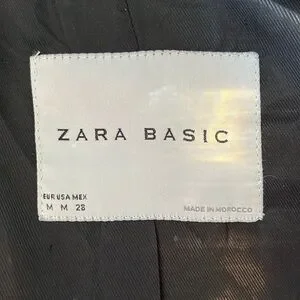 ZARA BASIC
EUR USA MEX
M M 28
MADE IN MOROCCO